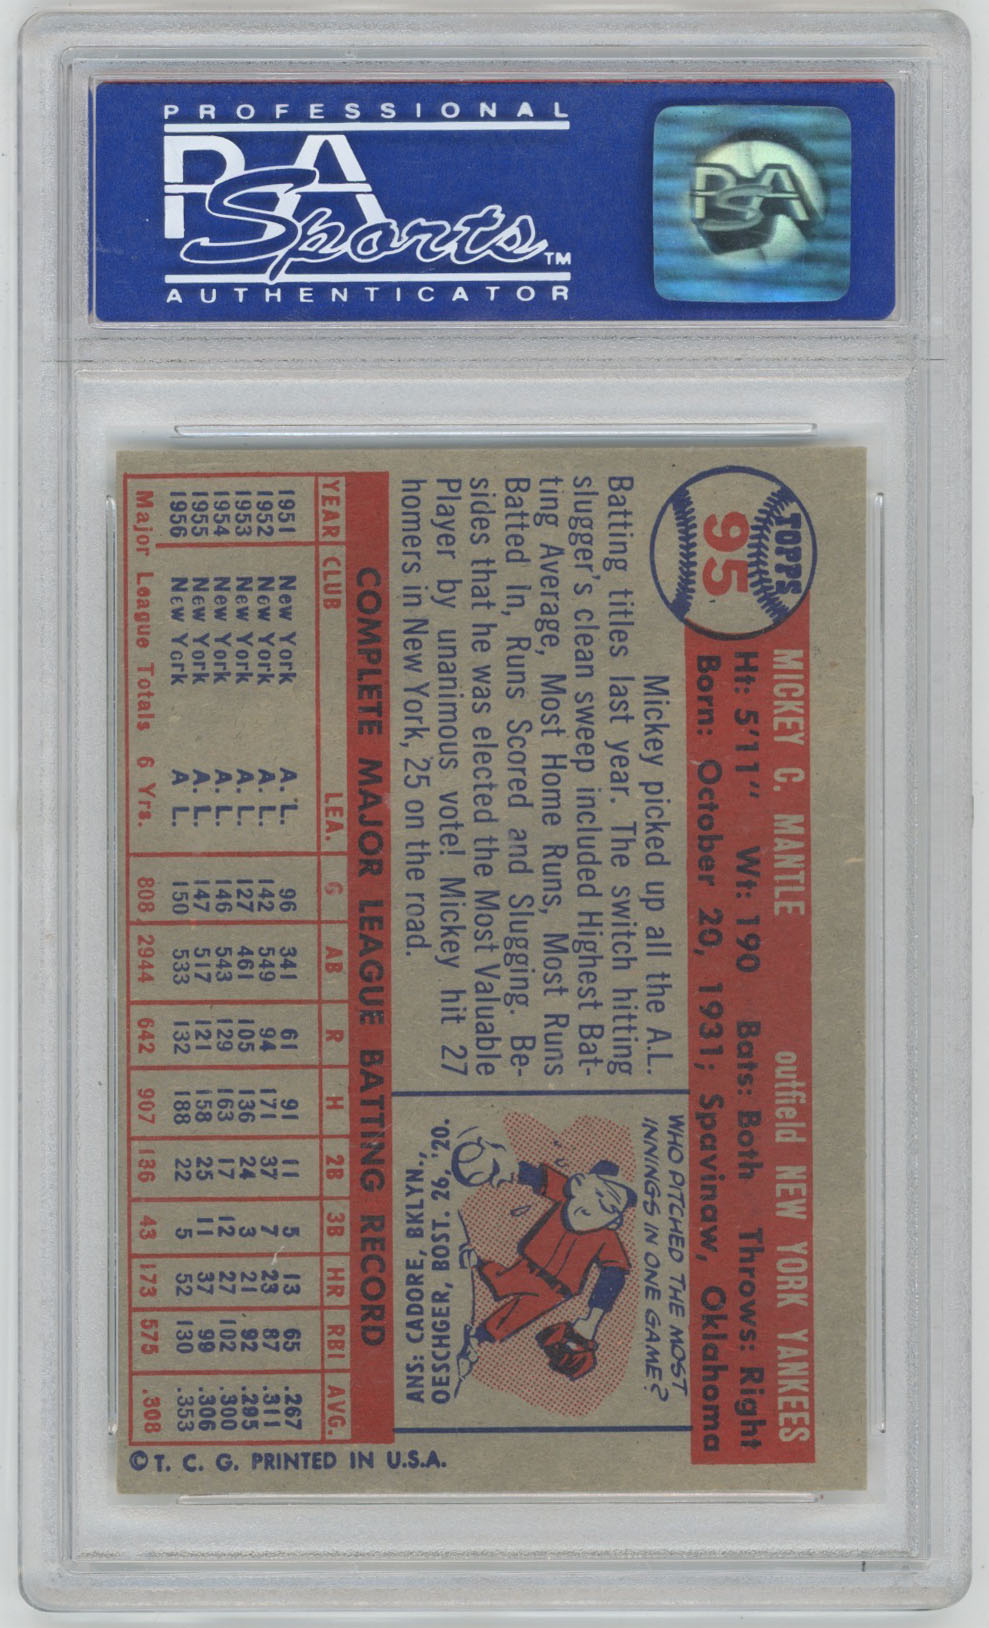 PROFESSIONAL
PSA
Sports™
AUTHENTICATOR
PSA
TOPPS
95
MICKEY C. MANTLE outfield NEW YORK YANKEES
Ht: 5'11" Wt: 190 Bats: Both Throws: Right
Born: October 20, 1931; Spavinaw, Oklahoma
Mickey picked up all the A.L.
Batting titles last year. The switch hitting
slugger's clean sweep included Highest Bat-
ting Average, Most Home Runs, Most Runs
Batted In, Runs Scored and Slugging. Be-
sides that he was elected the Most Valuable
Player by unanimous vote! Mickey hit 27
homers in New York, 25 on the road.
WHO PITCHED THE MOST
INNINGS IN ONE GAME?
ANS: CADORE, BKLYN.,
OESCHGER, BOST. 26, '20.
COMPLETE MAJOR LEAGUE BATTING RECORD
YEAR CLUB LEA. G AB R H 2B 3B HR RBI AVG.
1951 New York A.L. 96 341 61 91 11 5 13 65 .267
1952 New York A.L. 142 549 94 171 37 7 23 87 .311
1953 New York A.L. 127 461 105 136 24 3 21 92 .295
1954 New York A.L. 146 543 129 163 17 12 27 102 .300
1955 New York A.L. 147 517 121 158 25 11 37 99 .306
1956 New York A.L. 150 533 132 188 22 5 52 130 .353
Major League Totals 6 Yrs. 808 2944 642 907 136 43 173 575 .308
© T. C. G. PRINTED IN U.S.A.